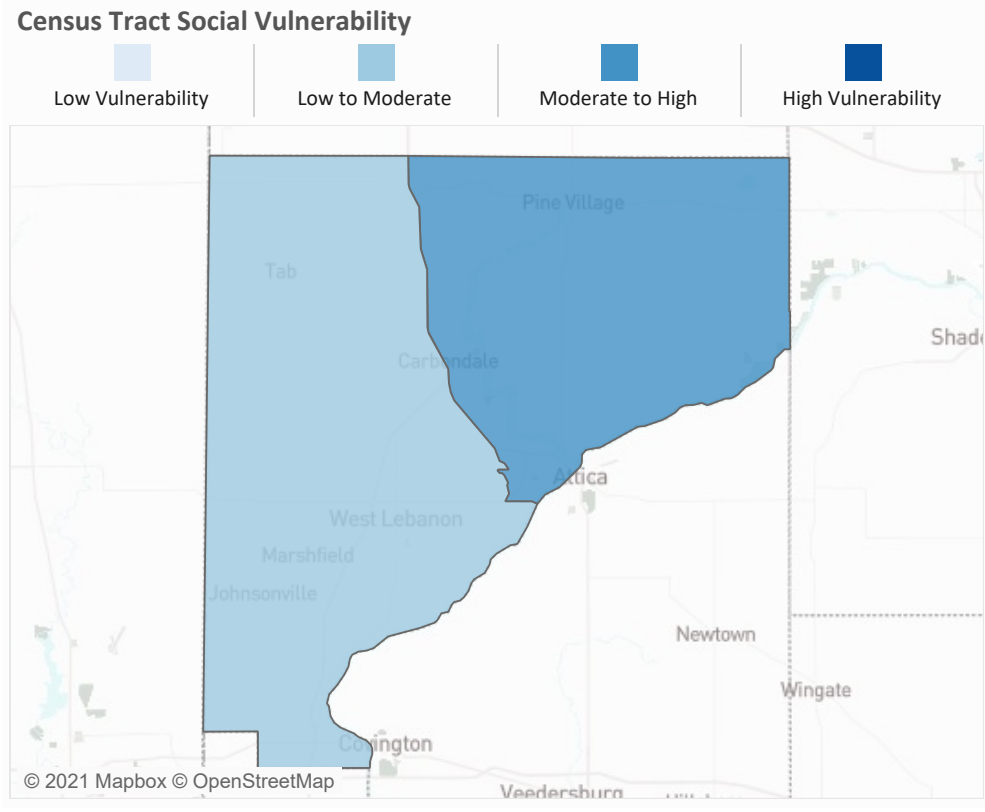 Census Tract Social Vulnerability
Low Vulnerability
Low to Moderate
Moderate to High
High Vulnerability
Pine Village
Tab
Shade
Carbondale
Attica
West Lebanon
Marshfield
Johnsonville
Newtown
Wingate
Covington
© 2021 Mapbox © OpenStreetMap
Veedersburg